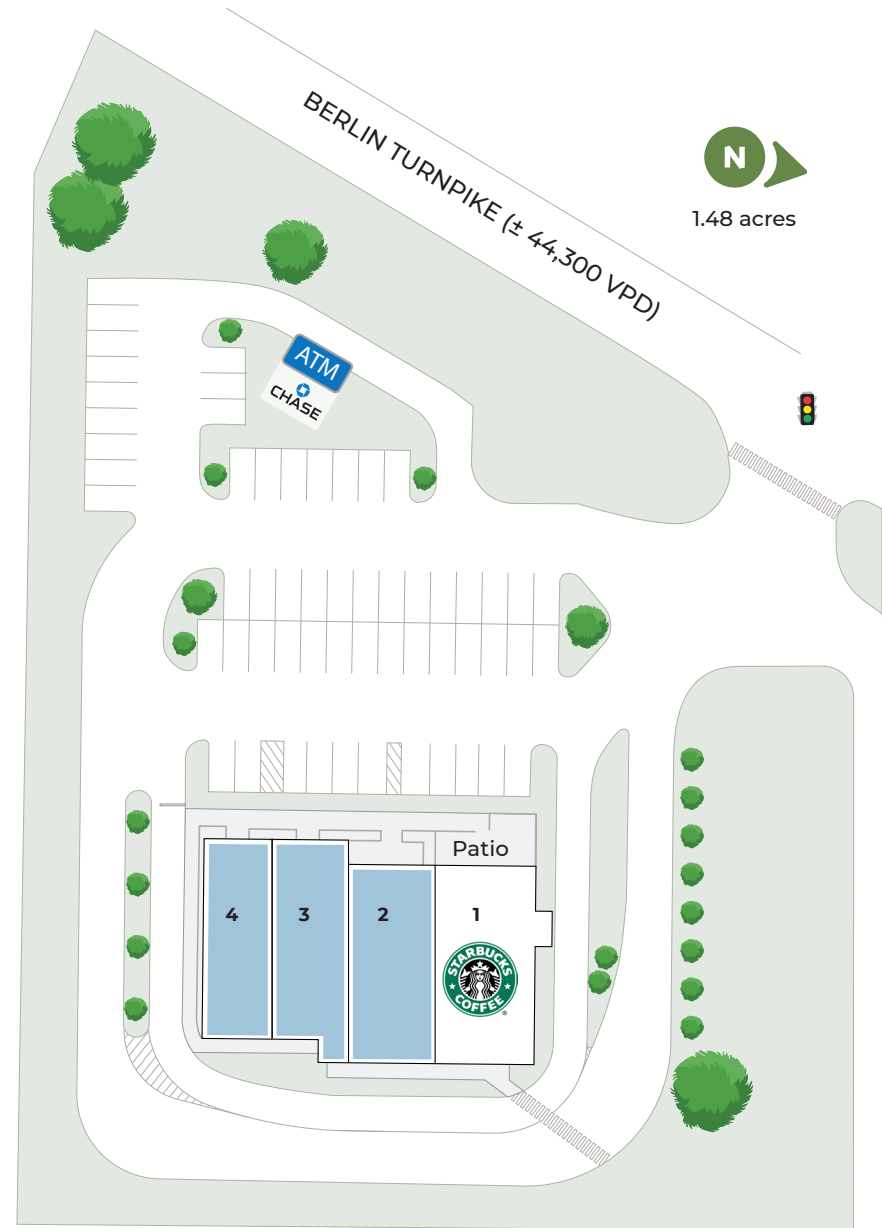 BERLIN TURNPIKE (± 44,300 VPD)
N
1.48 acres
ATM
CHASE
Patio
4
3
2
1
STARBUCKS
COFFEE
®